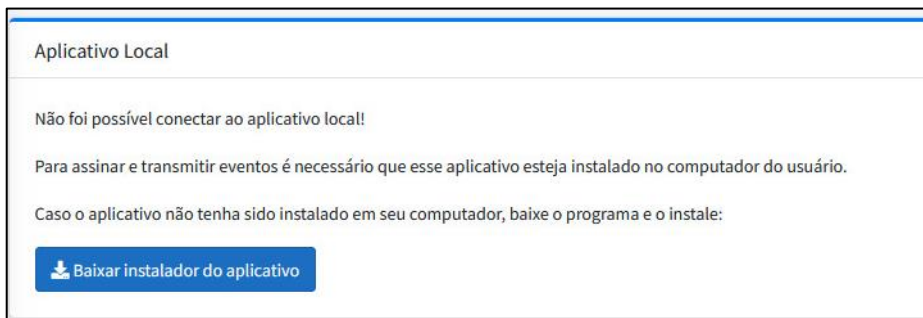 Aplicativo Local
Não foi possível conectar ao aplicativo local!
Para assinar e transmitir eventos é necessário que esse aplicativo esteja instalado no computador do usuário.
Caso o aplicativo não tenha sido instalado em seu computador, baixe o programa e o instale:
Baixar instalador do aplicativo